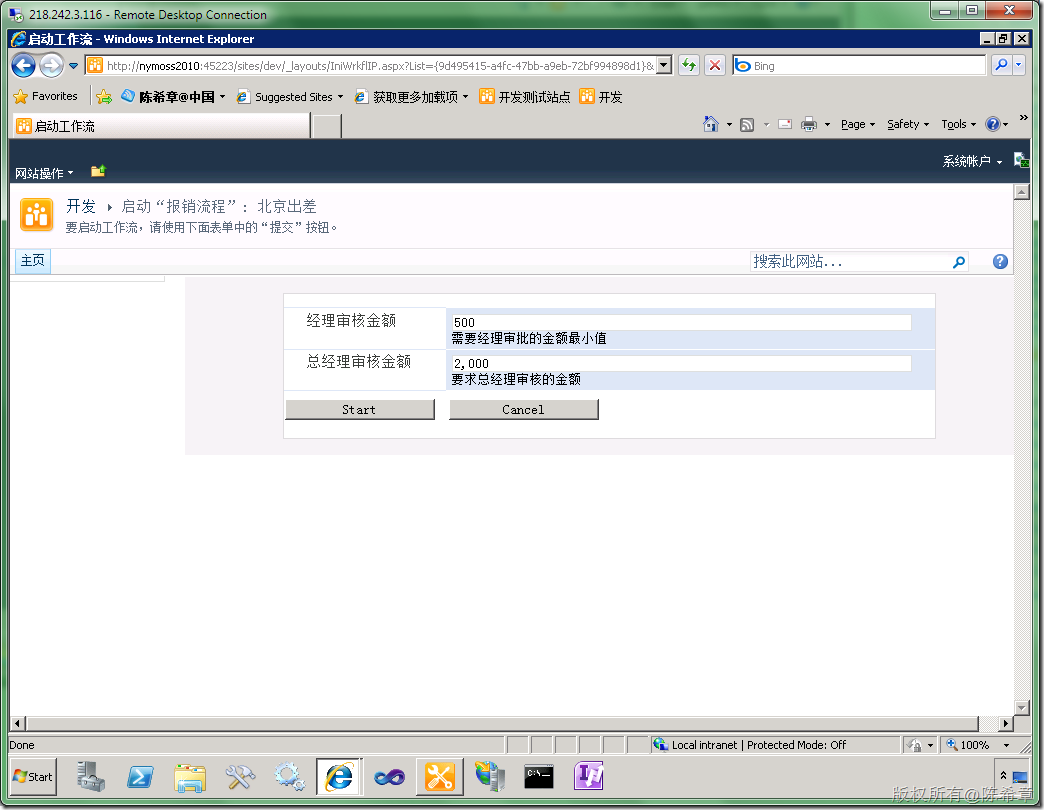 218.242.3.116 - Remote Desktop Connection
启动工作流 - Windows Internet Explorer
http://nymoss2010:45223/sites/dev/_layouts/IniWrkflIP.aspx?List={9d495415-a4fc-47bb-a9eb-72bf994898d1}&
Bing
Favorites
陈希章@中国
Suggested Sites
获取更多加载项
开发测试站点
开发
启动工作流
Page
Safety
Tools
»
网站操作
系统帐户
开发 启动“报销流程”: 北京出差
要启动工作流，请使用下面表单中的“提交”按钮。
主页
搜索此网站...
经理审核金额
500
需要经理审批的金额最小值
总经理审核金额
2,000
要求总经理审核的金额
Start
Cancel
Done
Local intranet | Protected Mode: Off
100%
Start
C:\_
版权所有@陈希章